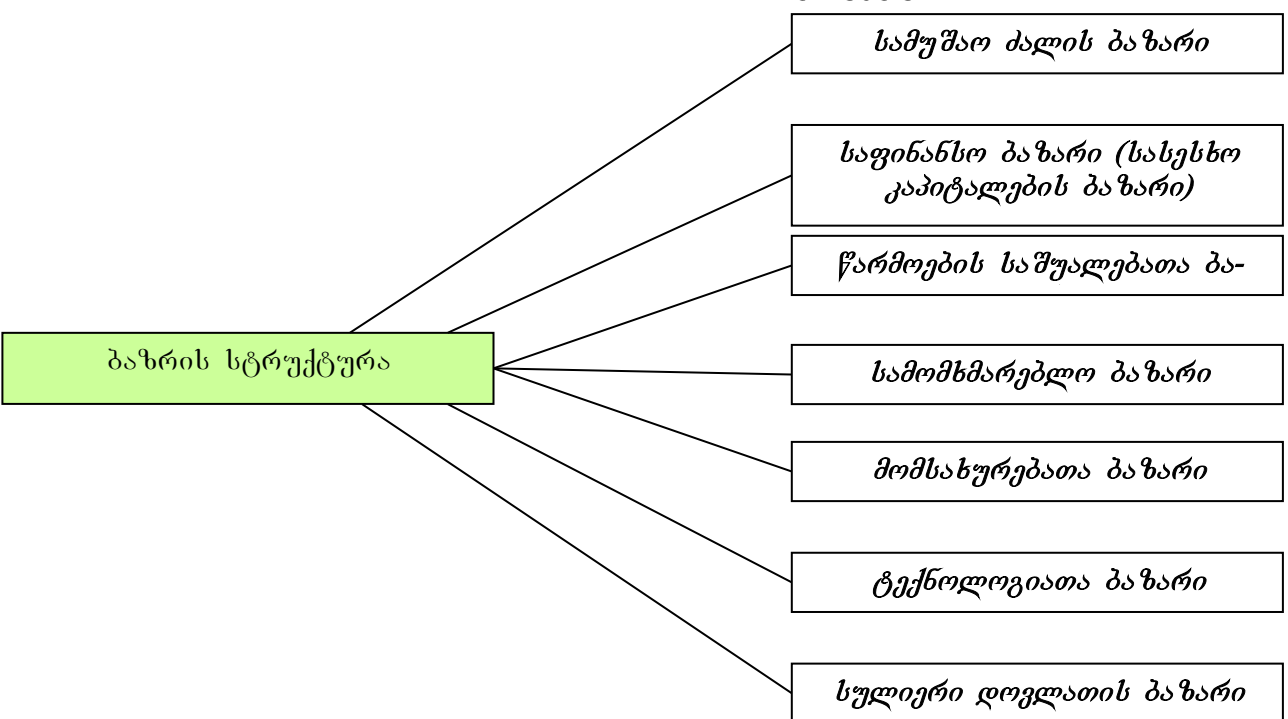 სამუშაო ძალის ბაზარი
საფინანსო ბაზარი (სასესხო
კაპიტალების ბაზარი)
წარმოების საშუალებათა ბა-
ბაზრის სტრუქტურა
სამომხმარებლო ბაზარი
მომსახურებათა ბაზარი
ტექნოლოგიათა ბაზარი
სულიერი დოვლათის ბაზარი